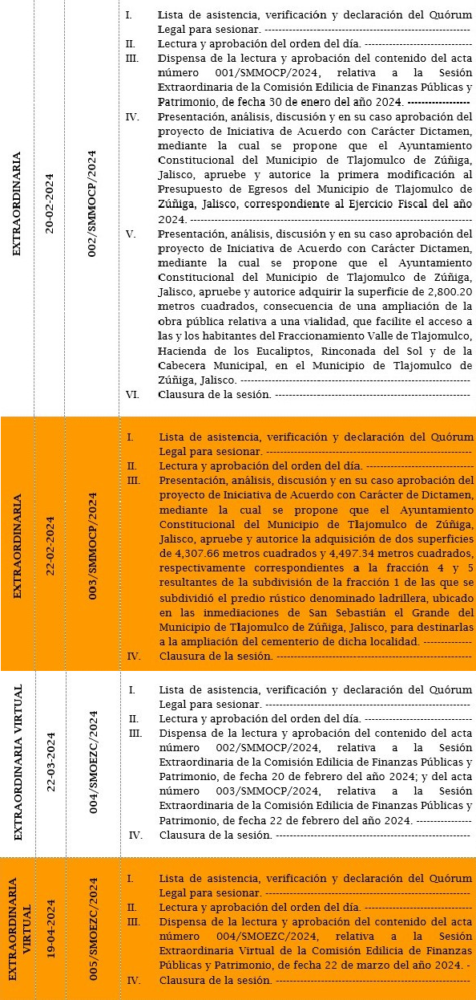 EXTRAORDINARIA
20-02-2024
002/SMMOCP/2024
I. Lista de asistencia, verificación y declaración del Quórum
Legal para sesionar. ------------------------------------------------------------
II. Lectura y aprobación del orden del día. -------------------------------
III. Dispensa de la lectura y aprobación del contenido del acta
número 001/SMMOCP/2024, relativa a la Sesión
Extraordinaria de la Comisión Edilicia de Finanzas Públicas y
Patrimonio, de fecha 30 de enero del año 2024. ------------------
IV. Presentación, análisis, discusión y en su caso aprobación del
proyecto de Iniciativa de Acuerdo con Carácter Dictamen,
mediante la cual se propone que el Ayuntamiento
Constitucional del Municipio de Tlajomulco de Zúñiga,
Jalisco, apruebe y autorice la primera modificación al
Presupuesto de Egresos del Municipio de Tlajomulco de
Zúñiga, Jalisco, correspondiente al Ejercicio Fiscal del año
2024. ----------------------------------------------------------------------------------
V. Presentación, análisis, discusión y en su caso aprobación del
proyecto de Iniciativa de Acuerdo con Carácter Dictamen,
mediante la cual se propone que el Ayuntamiento
Constitucional del Municipio de Tlajomulco de Zúñiga,
Jalisco, apruebe y autorice adquirir la superficie de 2,800.20
metros cuadrados, consecuencia de una ampliación de la
obra pública relativa a una vialidad, que facilite el acceso a
las y los habitantes del Fraccionamiento Valle de Tlajomulco,
Hacienda de los Eucaliptos, Rinconada del Sol y de la
Cabecera Municipal, en el Municipio de Tlajomulco de
Zúñiga, Jalisco. -------------------------------------------------------------------
VI. Clausura de la sesión. ---------------------------------------------------------
EXTRAORDINARIA
22-02-2024
003/SMMOCP/2024
I. Lista de asistencia, verificación y declaración del Quórum
Legal para sesionar. ------------------------------------------------------------
II. Lectura y aprobación del orden del día. -------------------------------
III. Presentación, análisis, discusión y en su caso aprobación del
proyecto de Iniciativa de Acuerdo con Carácter de Dictamen,
mediante la cual se propone que el Ayuntamiento
Constitucional del Municipio de Tlajomulco de Zúñiga,
Jalisco, apruebe y autorice la adquisición de dos superficies
de 4,307.66 metros cuadrados y 4,497.34 metros cuadrados,
respectivamente correspondientes a la fracción 4 y 5
resultantes de la subdivisión de la fracción 1 de las que se
subdividió el predio rústico denominado ladrillera, ubicado
en las inmediaciones de San Sebastián el Grande del
Municipio de Tlajomulco de Zúñiga, Jalisco, para destinarlas
a la ampliación del cementerio de dicha localidad. --------------
IV. Clausura de la sesión. ---------------------------------------------------------
EXTRAORDINARIA VIRTUAL
22-03-2024
004/SMOEZC/2024
I. Lista de asistencia, verificación y declaración del Quórum
Legal para sesionar. ------------------------------------------------------------
II. Lectura y aprobación del orden del día. -------------------------------
III. Dispensa de la lectura y aprobación del contenido del acta
número 002/SMMOCP/2024, relativa a la Sesión
Extraordinaria de la Comisión Edilicia de Finanzas Públicas y
Patrimonio, de fecha 20 de febrero del año 2024; y del acta
número 003/SMMOCP/2024, relativa a la Sesión
Extraordinaria de la Comisión Edilicia de Finanzas Públicas y
Patrimonio, de fecha 22 de febrero del año 2024. ----------------
IV. Clausura de la sesión. ---------------------------------------------------------
EXTRAORDINARIA
VIRTUAL
19-04-2024
005/SMOEZC/2024
I. Lista de asistencia, verificación y declaración del Quórum
Legal para sesionar. ------------------------------------------------------------
II. Lectura y aprobación del orden del día. -------------------------------
III. Dispensa de la lectura y aprobación del contenido del acta
número 004/SMOEZC/2024, relativa a la Sesión
Extraordinaria Virtual de la Comisión Edilicia de Finanzas
Públicas y Patrimonio, de fecha 22 de marzo del año 2024. -
IV. Clausura de la sesión. ---------------------------------------------------------